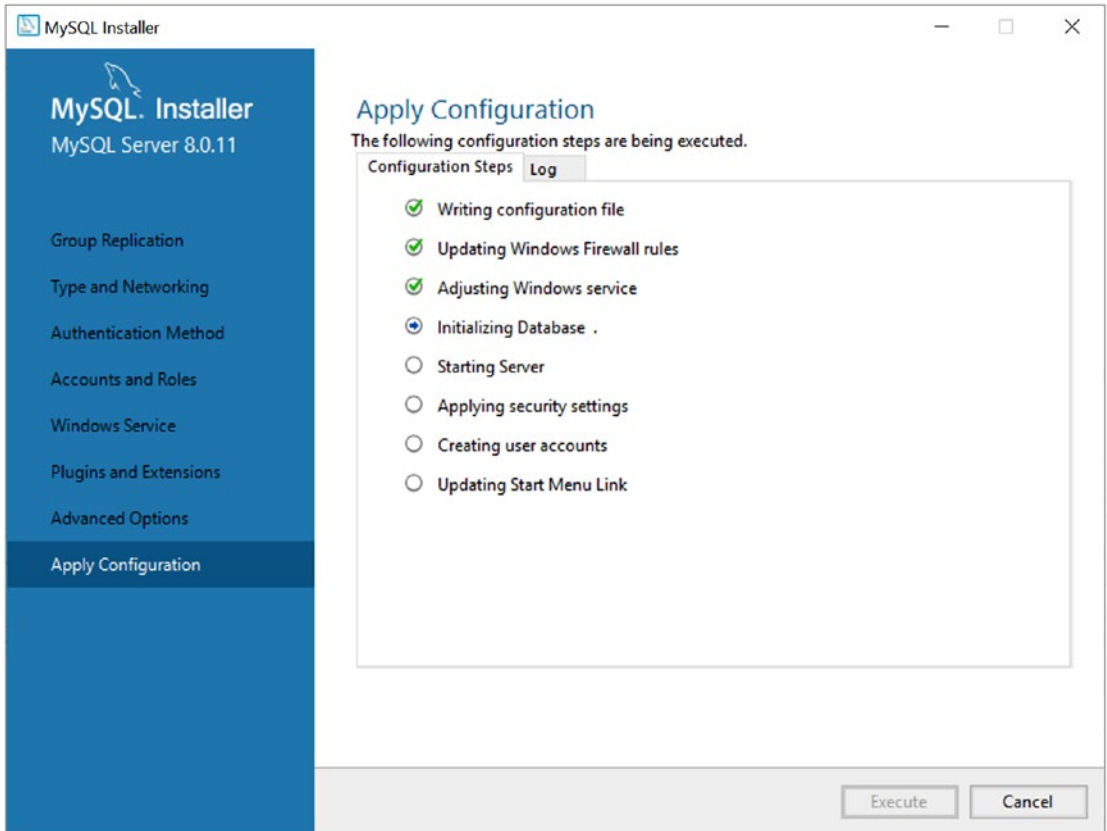 MySQL Installer
MySQL. Installer
MySQL Server 8.0.11
Group Replication
Type and Networking
Authentication Method
Accounts and Roles
Windows Service
Plugins and Extensions
Advanced Options
Apply Configuration
Apply Configuration
The following configuration steps are being executed.
Configuration Steps Log
Writing configuration file
Updating Windows Firewall rules
Adjusting Windows service
Initializing Database .
Starting Server
Applying security settings
Creating user accounts
Updating Start Menu Link
Execute Cancel